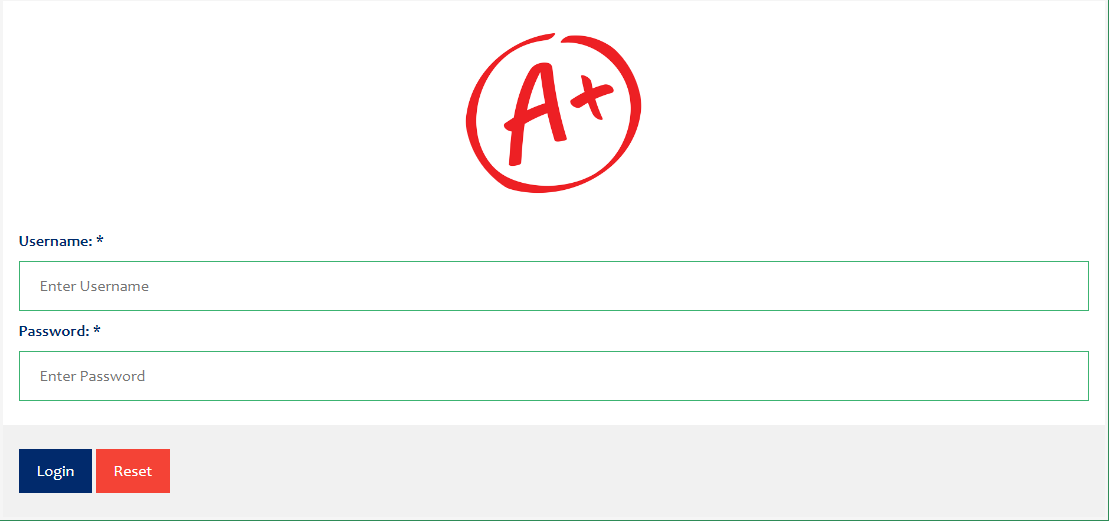 A+
Username: *
Enter Username
Password: *
Enter Password
Login Reset